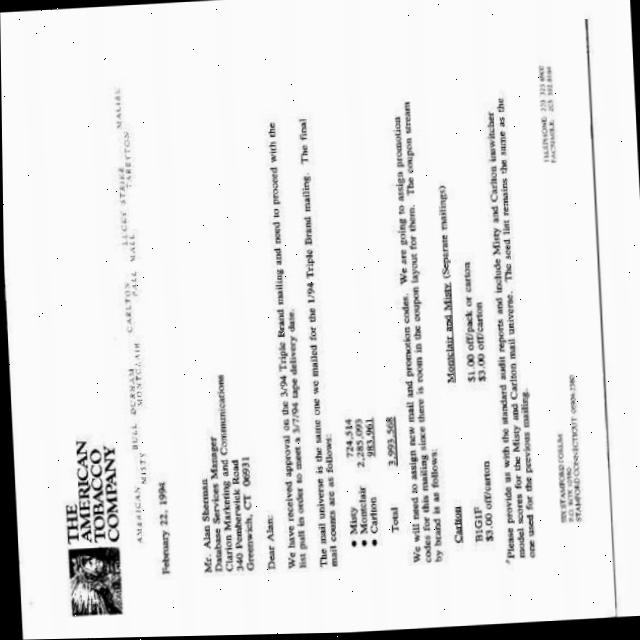 THE
AMERICAN
TOBACCO
COMPANY
AMERICAN BULL DURHAM CARLTON LUCKY STRIKE MALIBU
MISTY MONTCLAIR PALL MALL TAREYTON
February 22, 1994
Mr. Alan Sherman
Database Services Manager
Clarion Marketing and Communications
340 Pemberwick Road
Greenwich, CT 06931
Dear Alan:
We have received approval on the 3/94 Triple Brand mailing and need to proceed with the
list pull in order to meet a 3/7/94 tape delivery date.
The mail universe is the same one we mailed for the 1/94 Triple Brand mailing. The final
mail counts are as follows:
● Misty 724,514
● Montclair 2,285,093
● Carlton 983,961
Total 3,993,568
We will need to assign new mail and promotion codes. We are going to assign promotion
codes for this mailing since there is room in the coupon layout for them. The coupon stream
by brand is as follows:
Carlton Montclair and Misty (Separate mailings)
B1G1F $1.00 off/pack or carton
$3.00 off/carton $3.00 off/carton
Please provide us with the standard audit reports and include Misty and Carlton inswitcher
model scores for the Misty and Carlton mail universe. The seed list remains the same as the
one used for the previous mailing.
SIX STAMFORD FORUM
P.O. BOX
STAMFORD CONNECTICUT
TELEPHONE: 203
FACSIMILE: 203